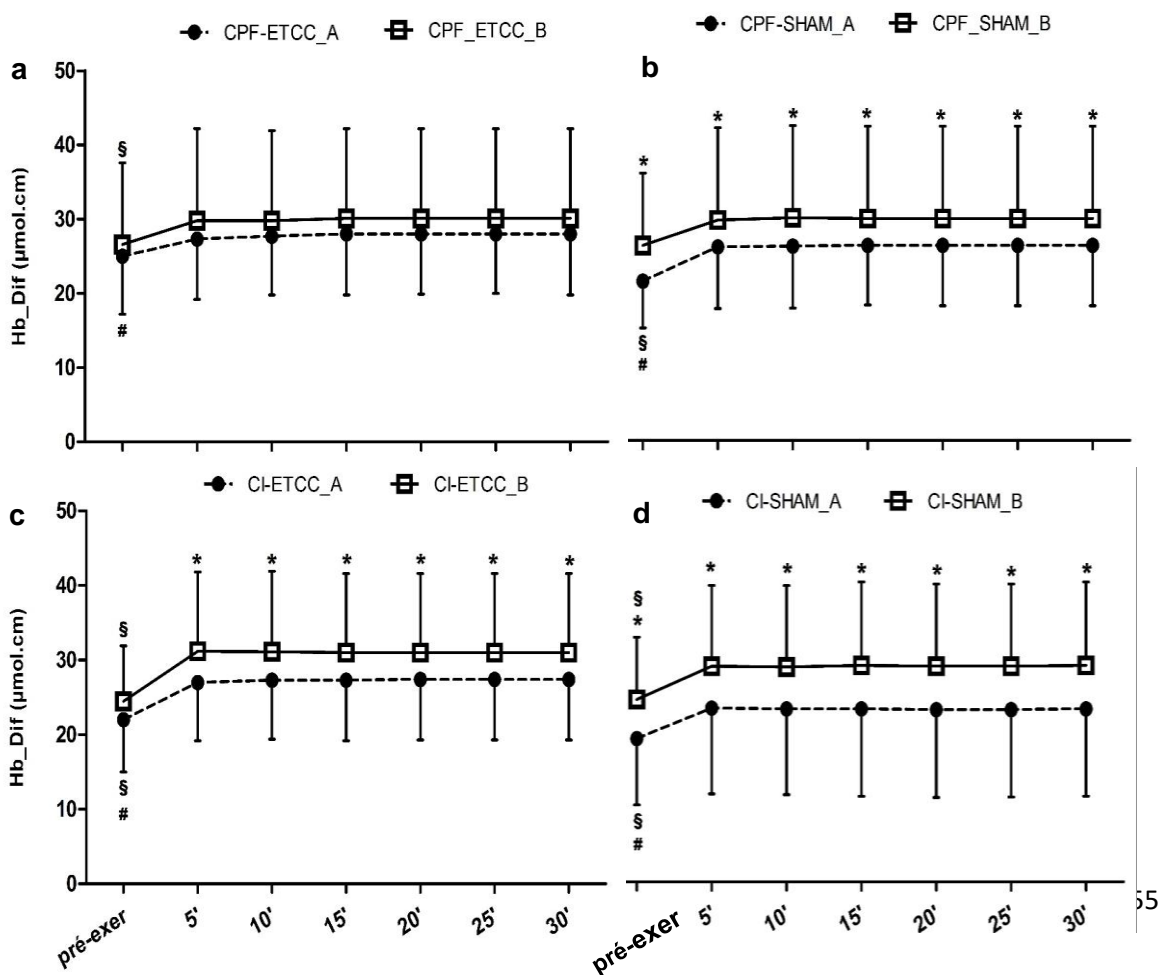 CPF-ETCC_A CPF_ETCC_B
CPF-SHAM_A CPF_SHAM_B
a
b
50
40
30
20
10
0
Hb_Dif (µmol.cm)
§
#
*
* * * * * *
§
#
CI-ETCC_A CI-ETCC_B
CI-SHAM_A CI-SHAM_B
c
d
50
40
30
20
10
0
Hb_Dif (µmol.cm)
§
* * * * * *
§
#
§
*
* * * * * *
§
#
pré-exer 5' 10' 15' 20' 25' 30'
pré-exer 5' 10' 15' 20' 25' 30'
55